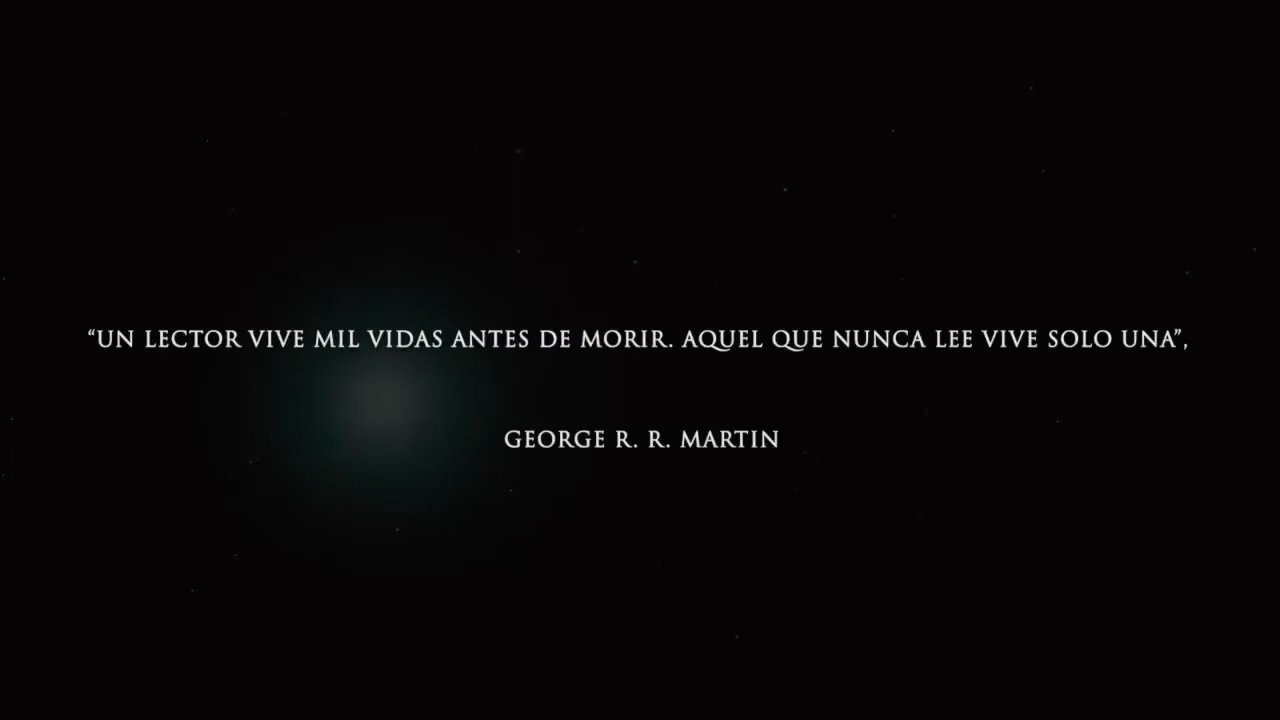 “UN LECTOR VIVE MIL VIDAS ANTES DE MORIR. AQUEL QUE NUNCA LEE VIVE SOLO UNA”,
GEORGE R. R. MARTIN